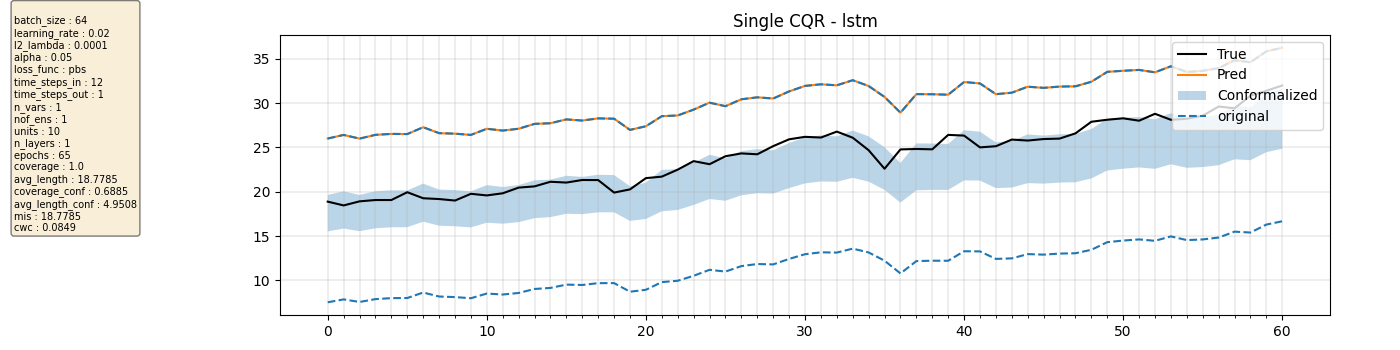 batch_size : 64
learning_rate : 0.02
l2_lambda : 0.0001
alpha : 0.05
loss_func : pbs
time_steps_in : 12
time_steps_out : 1
n_vars : 1
nof_ens : 1
units : 10
n_layers : 1
epochs : 65
coverage : 1.0
avg_length : 18.7785
coverage_conf : 0.6885
avg_length_conf : 4.9508
mis : 18.7785
cwc : 0.0849
Single CQR - lstm
35
30
25
20
15
10
0
10
20
30
40
50
60
True
Pred
Conformalized
original